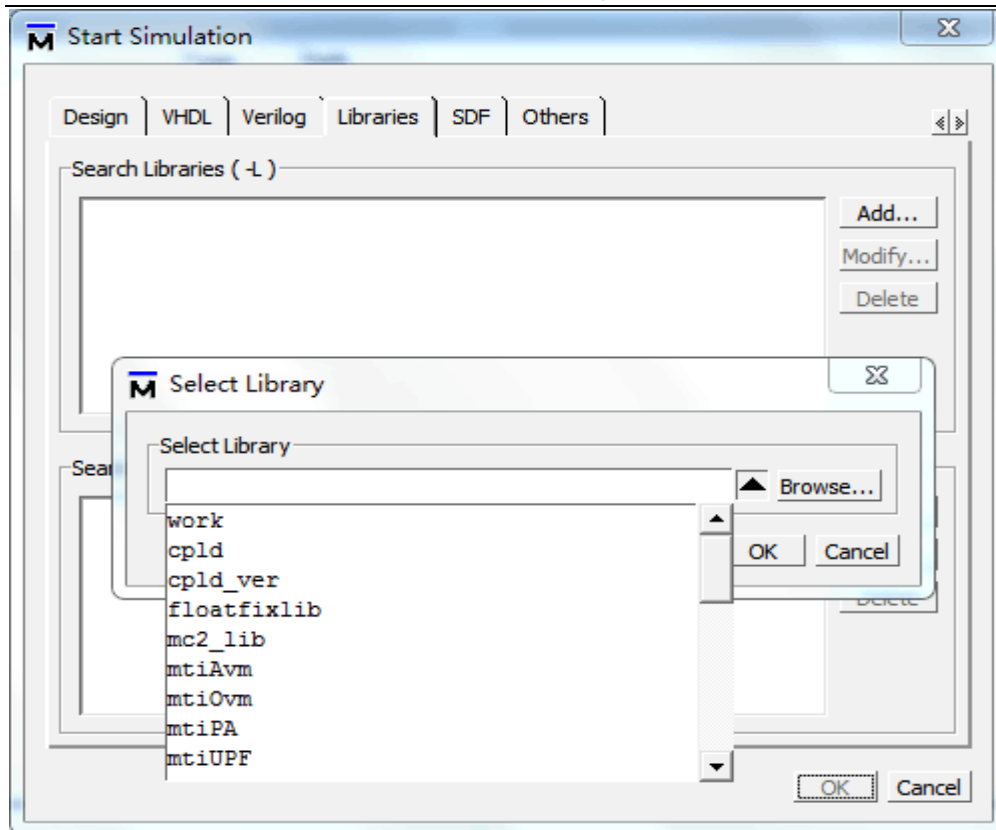 Start Simulation
Design VHDL Verilog Libraries SDF Others
Search Libraries ( -L )
Add...
Modify...
Delete
Select Library
Select Library
Browse...
work
cpld
cpld_ver
floatfixlib
mc2_lib
mtiAvm
mtiOvm
mtiPA
mtiUPF
OK Cancel
Delete
OK Cancel